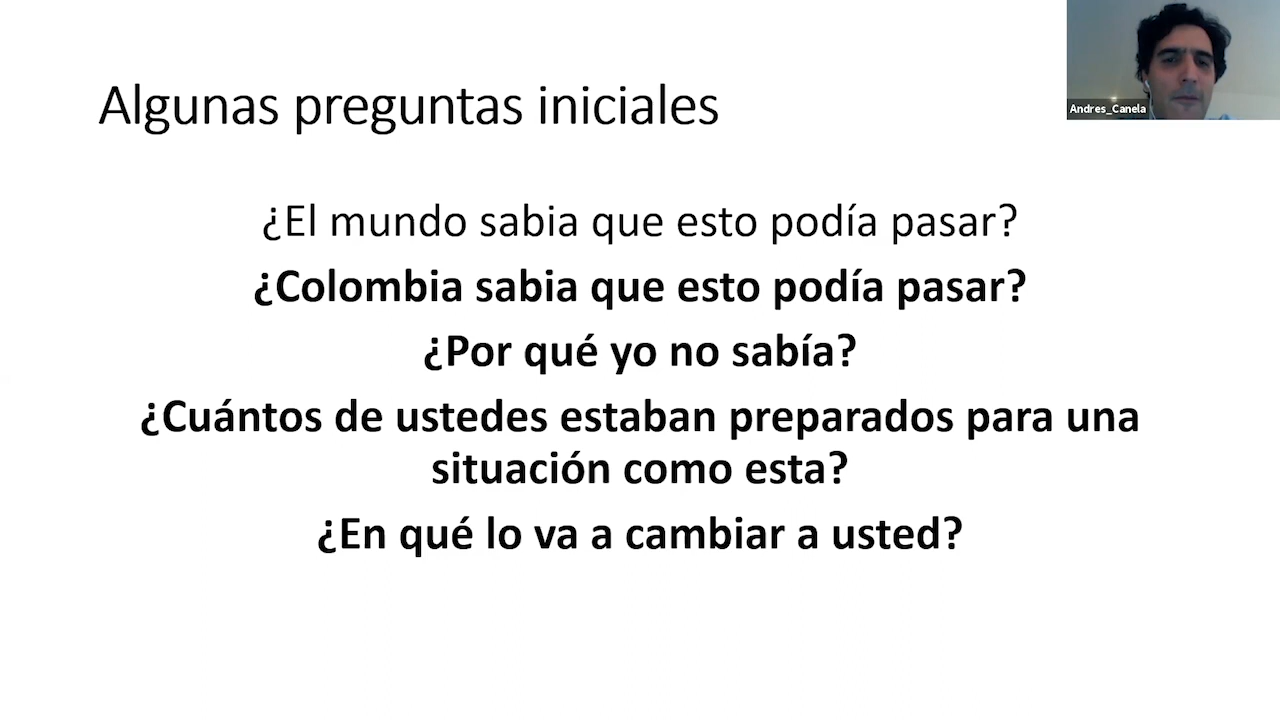 Algunas preguntas iniciales
Andres_Canela
¿El mundo sabia que esto podía pasar?
¿Colombia sabia que esto podía pasar?
¿Por qué yo no sabía?
¿Cuántos de ustedes estaban preparados para una
situación como esta?
¿En qué lo va a cambiar a usted?